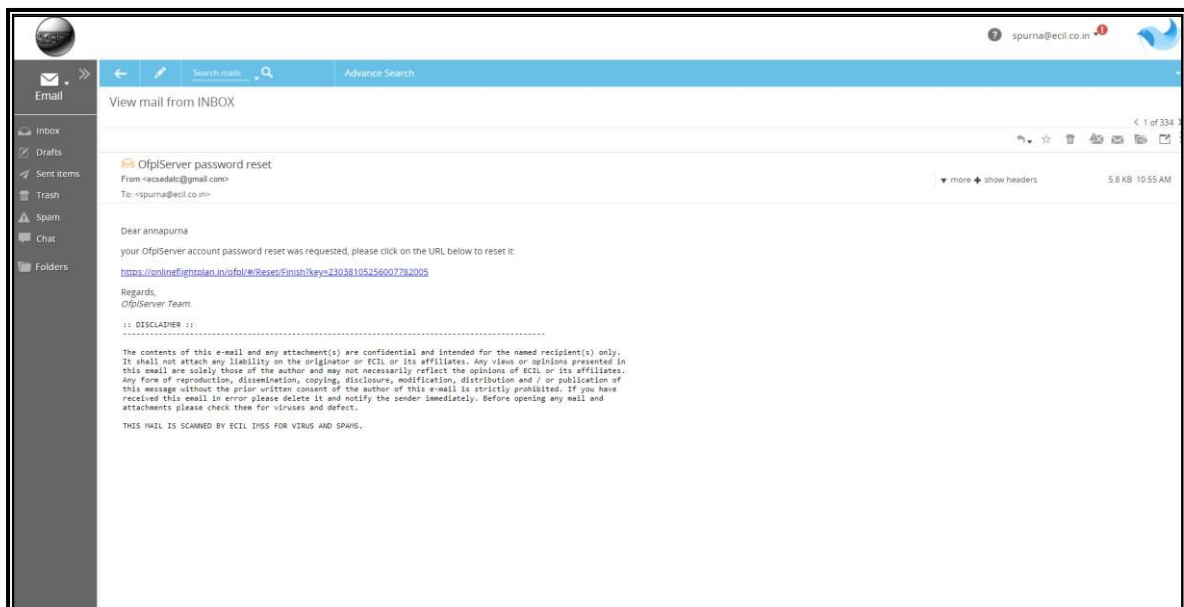 spurna@ecil.co.in
Email
Search mails
Advance Search
View mail from INBOX
Inbox
< 1 of 334 >
Drafts
Sent items
OfplServer password reset
From:<ecsedatc@gmail.com>
more show headers
5.8 KB 10:55 AM
Trash
To: <spurna@ecil.co.in>
Spam
Chat
Dear annapurna
your OfplServer account password reset was requested, please click on the URL below to reset it:
Folders
https://onlineflightplan.in/ofpl/#/Reset/Finish?key=23038105256007782005
Regards,
OfplServer Team.
:: DISCLAIMER ::
--------------------------------------------------------------------------------
The contents of this e-mail and any attachment(s) are confidential and intended for the named recipient(s) only.
It shall not attach any liability on the originator or ECIL or its affiliates. Any views or opinions presented in
this email are solely those of the author and may not necessarily reflect the opinions of ECIL or its affiliates.
Any form of reproduction, dissemination, copying, disclosure, modification, distribution and / or publication of
this message without the prior written consent of the author of this e-mail is strictly prohibited. If you have
received this email in error please delete it and notify the sender immediately. Before opening any mail and
attachments please check them for viruses and defect.
THIS MAIL IS SCANNED BY ECIL IMSS FOR VIRUS AND SPAMS.